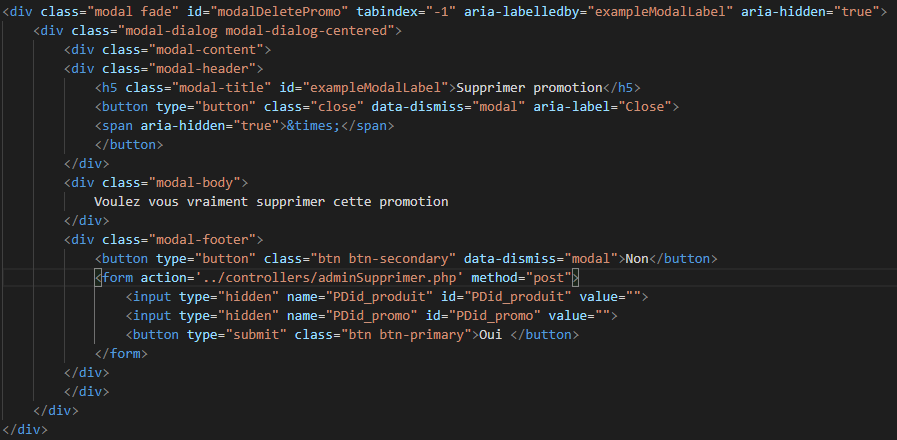 <div class="modal fade" id="modalDeletePromo" tabindex="-1" aria-labelledby="exampleModalLabel" aria-hidden="true">
<div class="modal-dialog modal-dialog-centered">
<div class="modal-content">
<div class="modal-header">
<h5 class="modal-title" id="exampleModalLabel">Supprimer promotion</h5>
<button type="button" class="close" data-dismiss="modal" aria-label="Close">
<span aria-hidden="true">&times;</span>
</button>
</div>
<div class="modal-body">
Voulez vous vraiment supprimer cette promotion
</div>
<div class="modal-footer">
<button type="button" class="btn btn-secondary" data-dismiss="modal">Non</button>
<form action='../controllers/adminSupprimer.php' method="post">
<input type="hidden" name="PDid_produit" id="PDid_produit" value="">
<input type="hidden" name="PDid_promo" id="PDid_promo" value="">
<button type="submit" class="btn btn-primary">Oui </button>
</form>
</div>
</div>
</div>
</div>